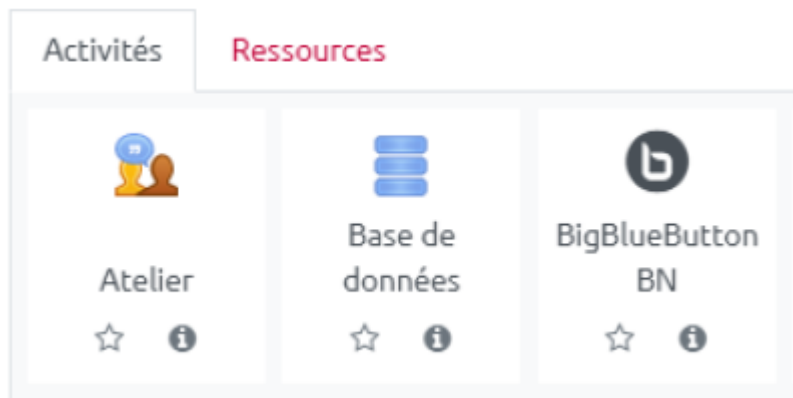 Activités
Ressources
Atelier
Base de
données
BigBlueButton
BN